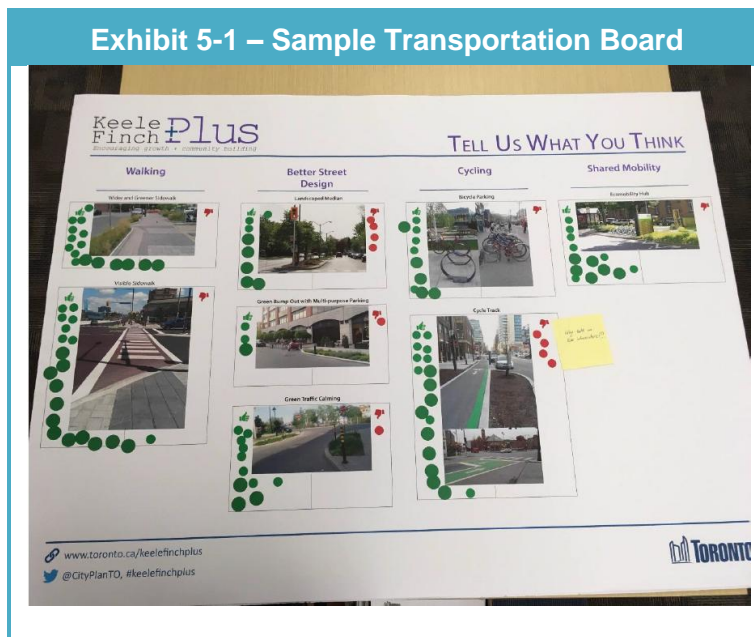 Exhibit 5-1 – Sample Transportation Board
Keele
Finch
+Plus
Encouraging growth + community building
TELL US WHAT YOU THINK
Walking
Wider and Greener Sidewalk
Visible Sidewalk
Better Street
Design
Landscaped Median
Green Bump Out with Multi-purpose Parking
Green Traffic Calming
Cycling
Bicycle Parking
Cycle Track
Shared Mobility
Ecomobility Hub
www.toronto.ca/keelefinchplus
@CityPlanTO, #keelefinchplus
TORONTO